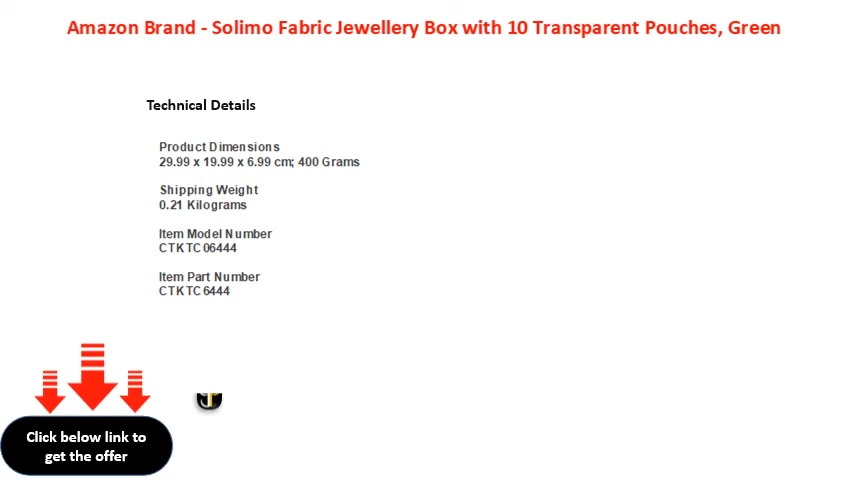 Amazon Brand - Solimo Fabric Jewellery Box with 10 Transparent Pouches, Green
Technical Details
Product Dimensions
29.99 x 19.99 x 6.99 cm; 400 Grams
Shipping Weight
0.21 Kilograms
Item Model Number
CTKTC06444
Item Part Number
CTKTC6444
Click below link to
get the offer